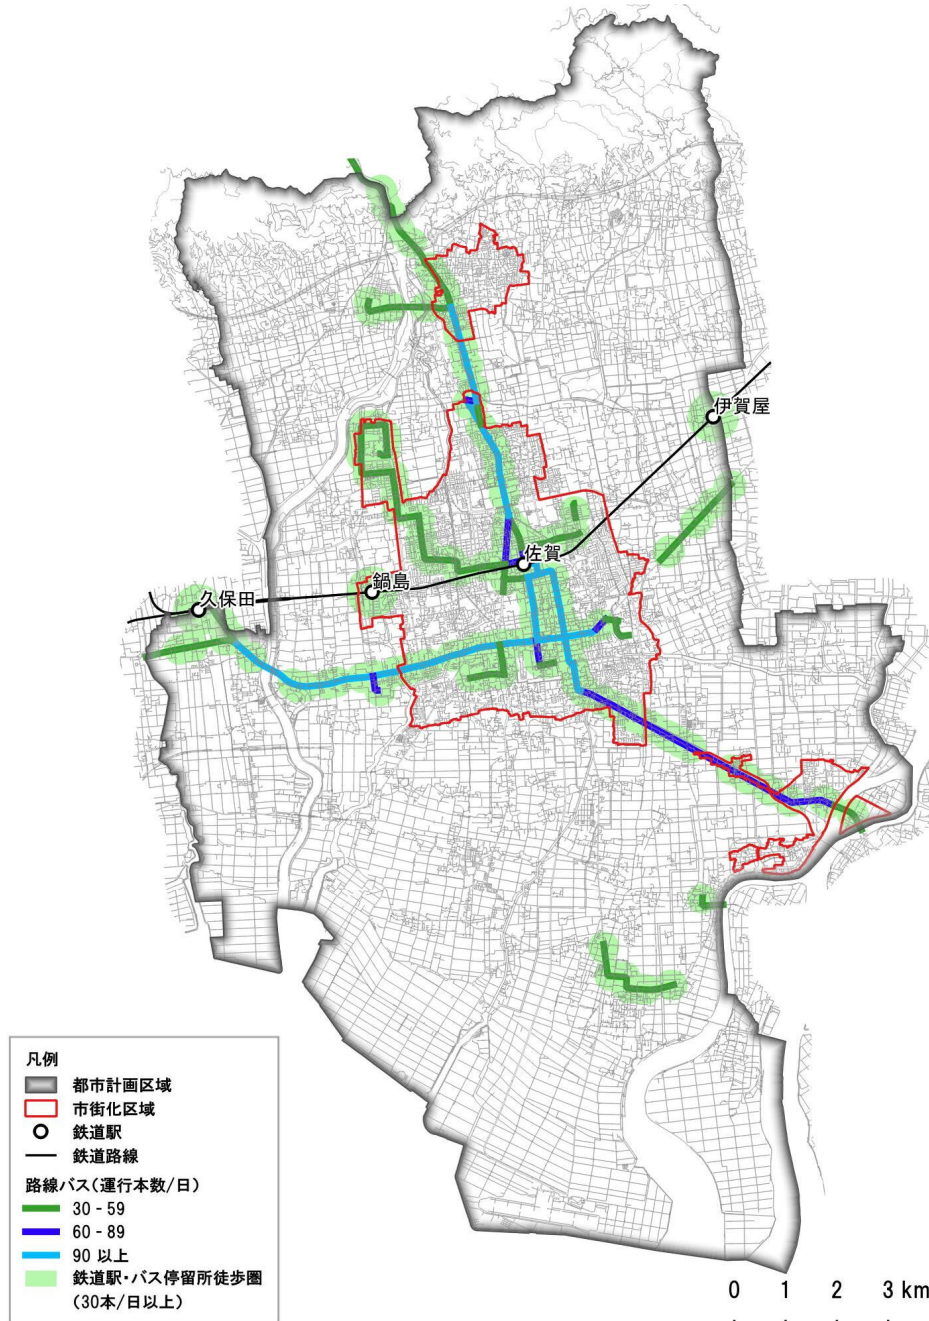 伊賀屋
佐賀
鍋島
久保田
凡例
都市計画区域
市街化区域
鉄道駅
鉄道路線
路線バス(運行本数/日)
30 - 59
60 - 89
90 以上
鉄道駅・バス停留所徒歩圏
(30本/日以上)
0 1 2 3 km